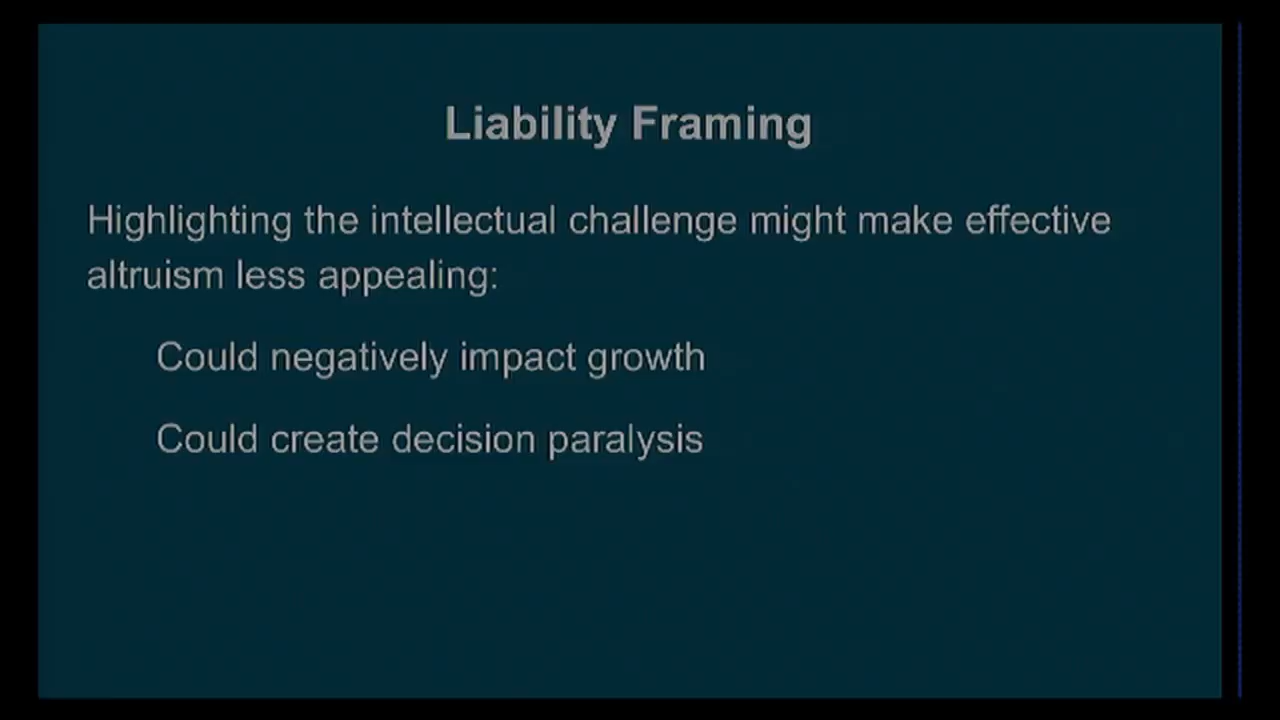 Liability Framing
Highlighting the intellectual challenge might make effective
altruism less appealing:
Could negatively impact growth
Could create decision paralysis